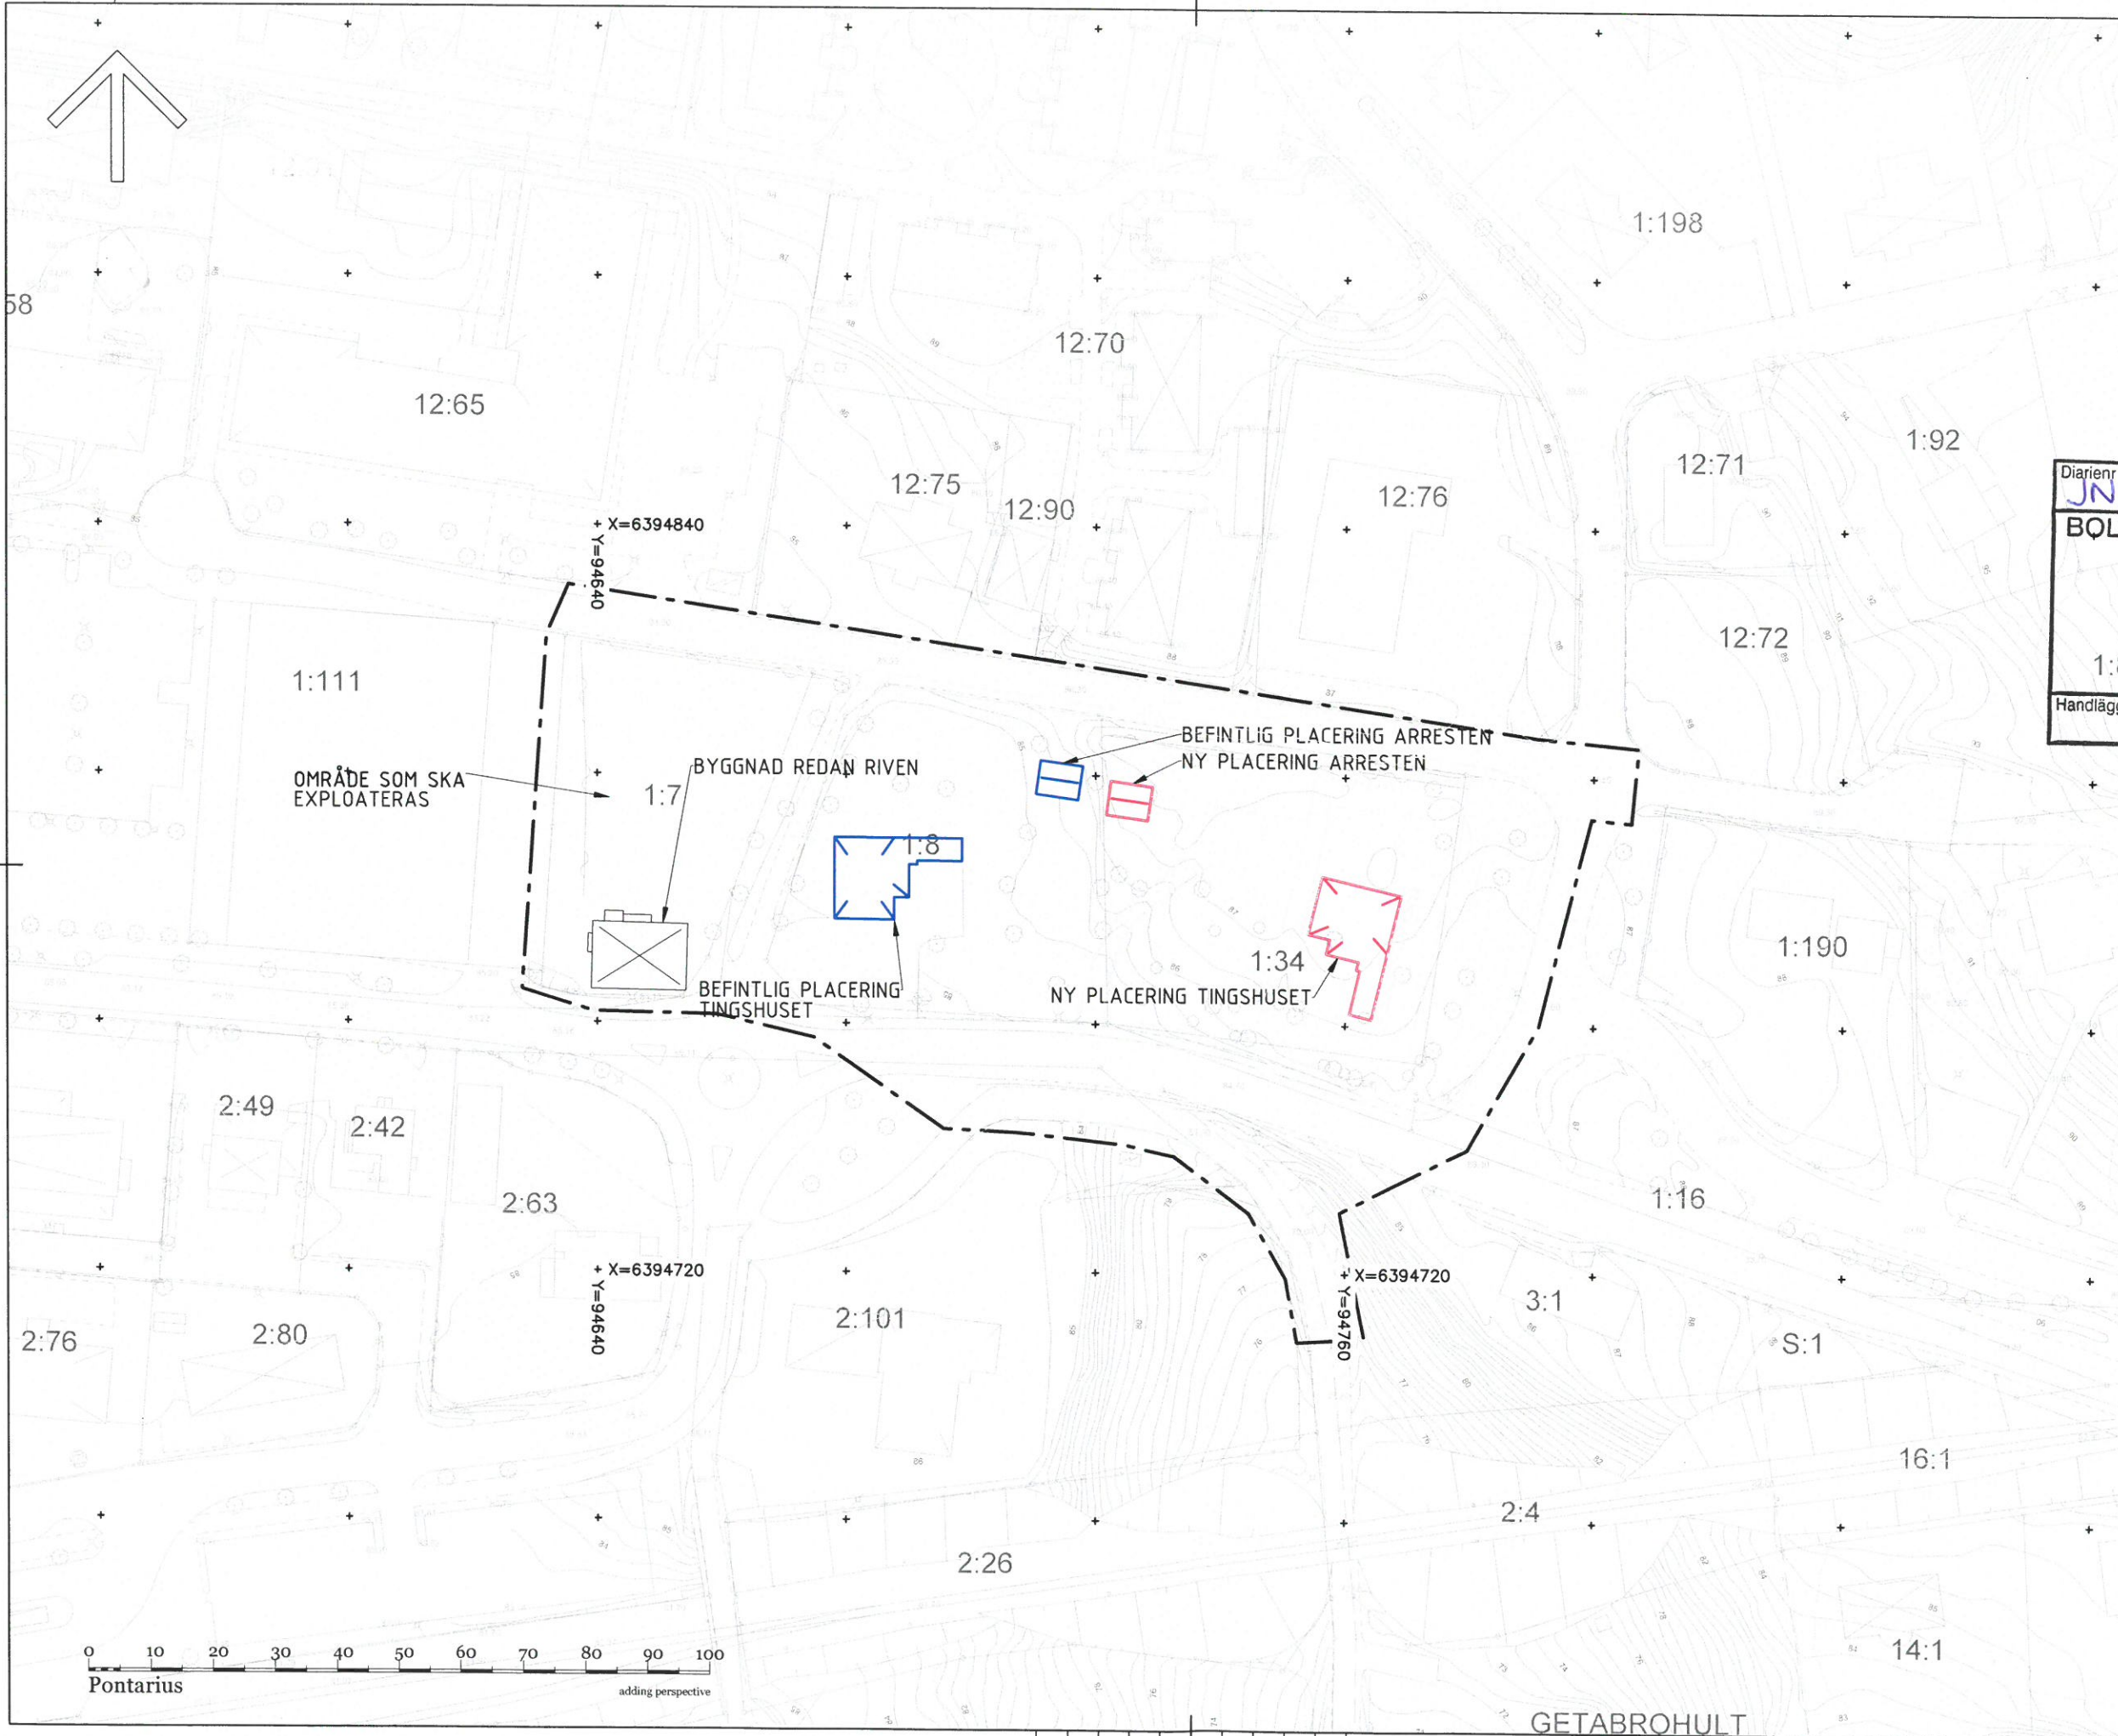 1:198
58
12:70
12:65
1:92
12:71
12:75
12:76
12:90
Diarienr
JN
BQL
X=6394840
Y=94640
12:72
1:
Handlägg
1:111
BEFINTLIG PLACERING ARRESTEN
NY PLACERING ARRESTEN
BYGGNAD REDAN RIVEN
OMRÅDE SOM SKA
EXPLOATERAS
1:7
1:8
1:34
1:190
BEFINTLIG PLACERING
TINGSHUSET
NY PLACERING TINGSHUSET
2:49
2:42
2:63
1:16
X=6394720
Y=94640
X=6394720
Y=94760
3:1
2:101
2:76
2:80
S:1
16:1
2:4
2:26
14:1
0 10 20 30 40 50 60 70 80 90 100
Pontarius
adding perspective
GETABROHULT